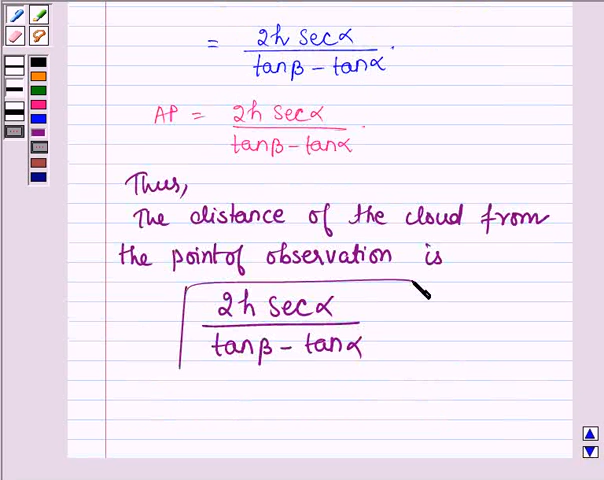 = 2h secα / tanβ - tanα .
AP = 2h secα / tanβ - tanα .
Thus,
The distance of the cloud from
the point of observation is
2h secα / tanβ - tanα